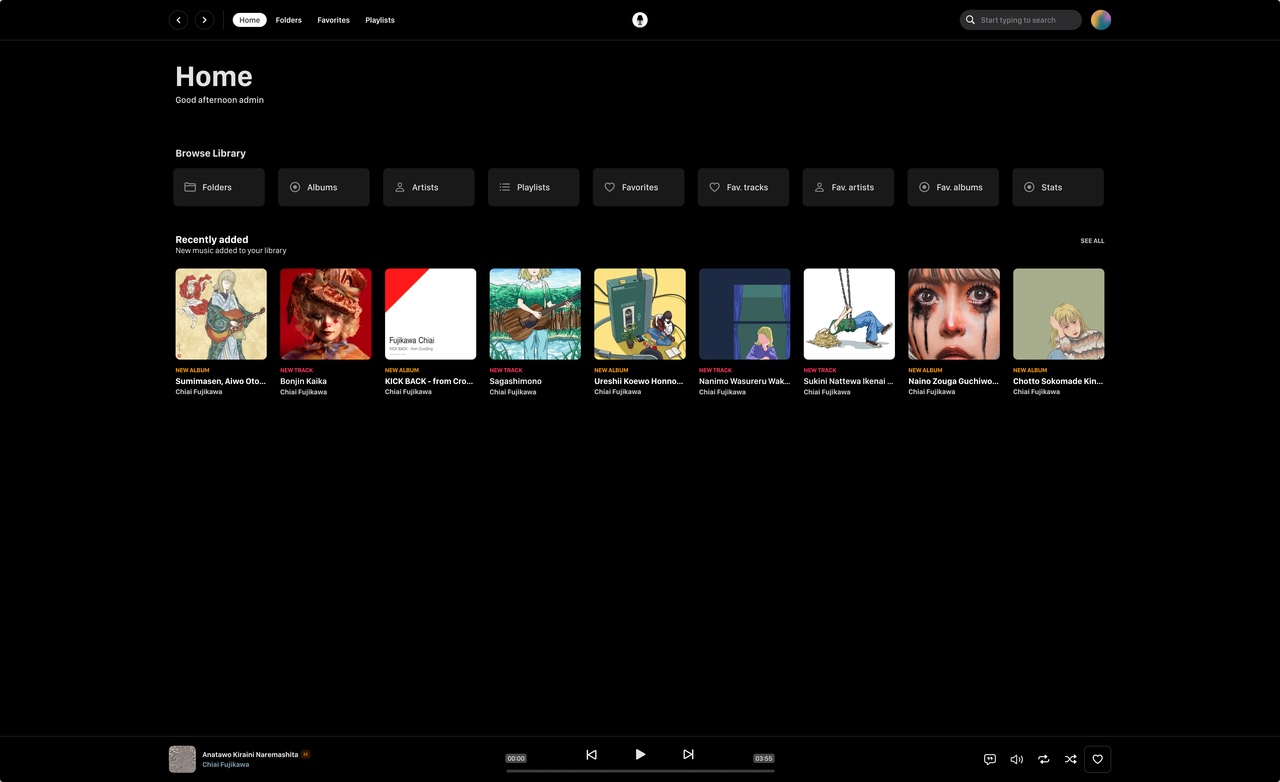 Home
Folders
Favorites
Playlists
Start typing to search
Home
Good afternoon admin
Browse Library
Folders
Albums
Artists
Playlists
Favorites
Fav. tracks
Fav. artists
Fav. albums
Stats
Recently added
SEE ALL
New music added to your library
Fujikawa Chiai
NEW ALBUM
Sumimasen, Aiwo Oto...
Chiai Fujikawa
NEW TRACK
Bonjin Kaika
Chiai Fujikawa
NEW ALBUM
KICK BACK - from Cro...
Chiai Fujikawa
NEW TRACK
Sagashimono
Chiai Fujikawa
NEW ALBUM
Ureshii Koewo Honno...
Chiai Fujikawa
NEW TRACK
Nanimo Wasureru Wak...
Chiai Fujikawa
NEW TRACK
Sukini Nattewa Ikenai ...
Chiai Fujikawa
NEW ALBUM
Naino Zouga Guchiwo...
Chiai Fujikawa
NEW ALBUM
Chotto Sokomade Kin...
Chiai Fujikawa
Anatawo Kiraini Naremashita M
Chiai Fujikawa
00:00
03:55